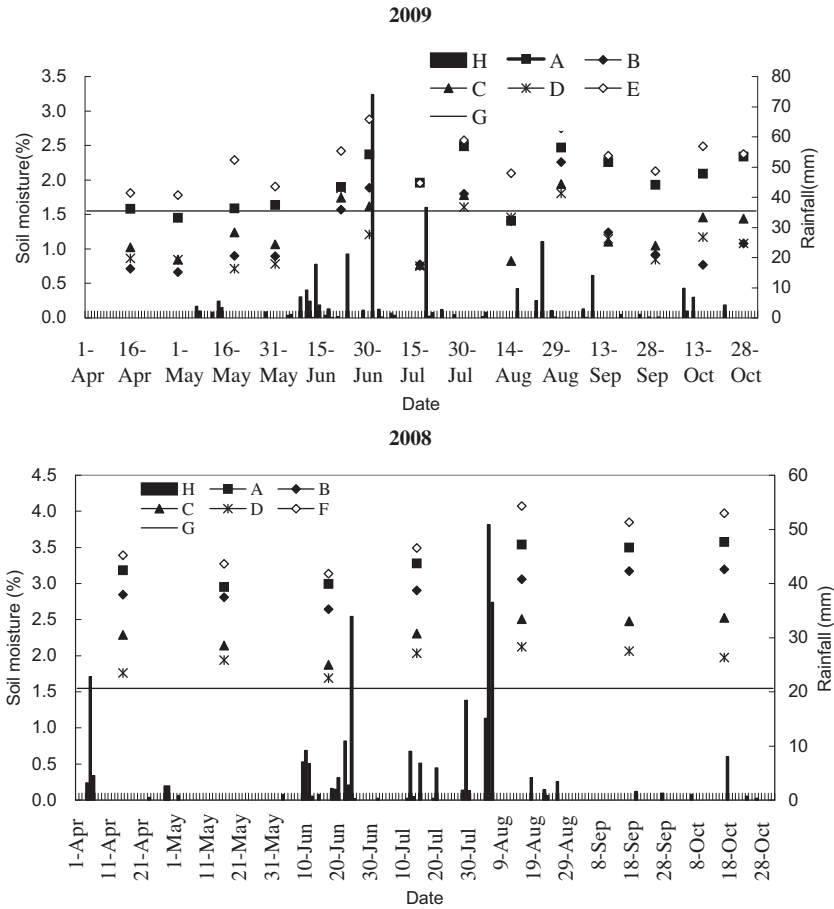 2009
H A B
C D E
G
3.5
3.0
2.5
2.0
1.5
1.0
0.5
0.0
Soil moisture(%)
80
70
60
50
40
30
20
10
0
Rainfall(mm)
1-Apr
16-Apr
1-May
16-May
31-May
15-Jun
30-Jun
15-Jul
30-Jul
14-Aug
29-Aug
13-Sep
28-Sep
13-Oct
28-Oct
Date
2008
H A B
C D F
G
4.5
4.0
3.5
3.0
2.5
2.0
1.5
1.0
0.5
0.0
Soil moisture (%)
60
50
40
30
20
10
0
Rainfall (mm)
1-Apr
11-Apr
21-Apr
1-May
11-May
21-May
31-May
10-Jun
20-Jun
30-Jun
10-Jul
20-Jul
30-Jul
9-Aug
19-Aug
29-Aug
8-Sep
18-Sep
28-Sep
8-Oct
18-Oct
28-Oct
Date